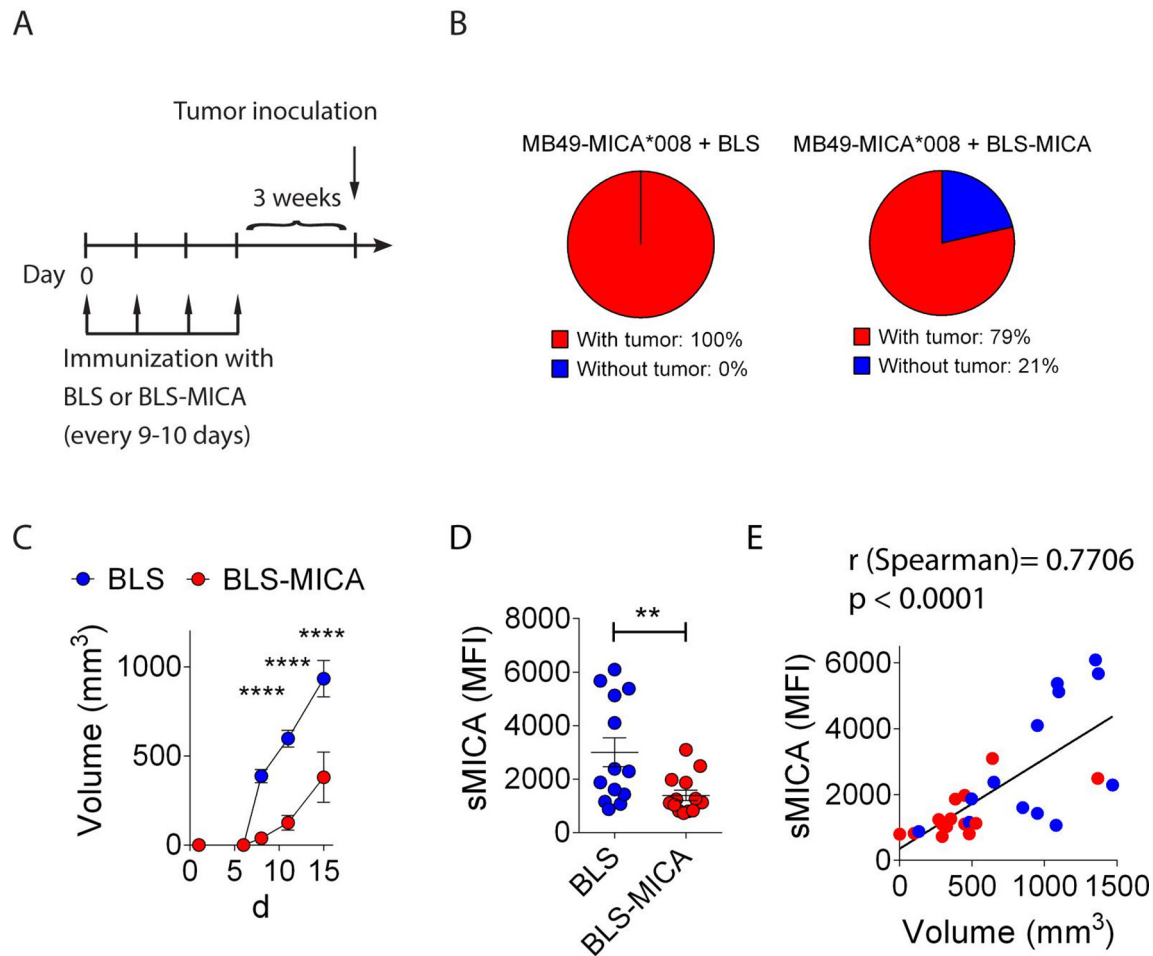 A
Tumor inoculation
3 weeks
Day 0
Immunization with
BLS or BLS-MICA
(every 9-10 days)
B
MB49-MICA*008 + BLS
With tumor: 100%
Without tumor: 0%
MB49-MICA*008 + BLS-MICA
With tumor: 79%
Without tumor: 21%
C
BLS
BLS-MICA
Volume (mm³)
1000
500
0
****
****
****
0 5 10 15
d
D
sMICA (MFI)
8000
6000
4000
2000
0
**
BLS
BLS-MICA
E
r (Spearman)= 0.7706
p < 0.0001
sMICA (MFI)
6000
4000
2000
0
0 500 1000 1500
Volume (mm³)